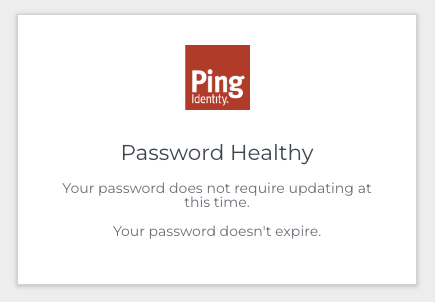 Ping
Identity.
Password Healthy
Your password does not require updating at
this time.
Your password doesn't expire.